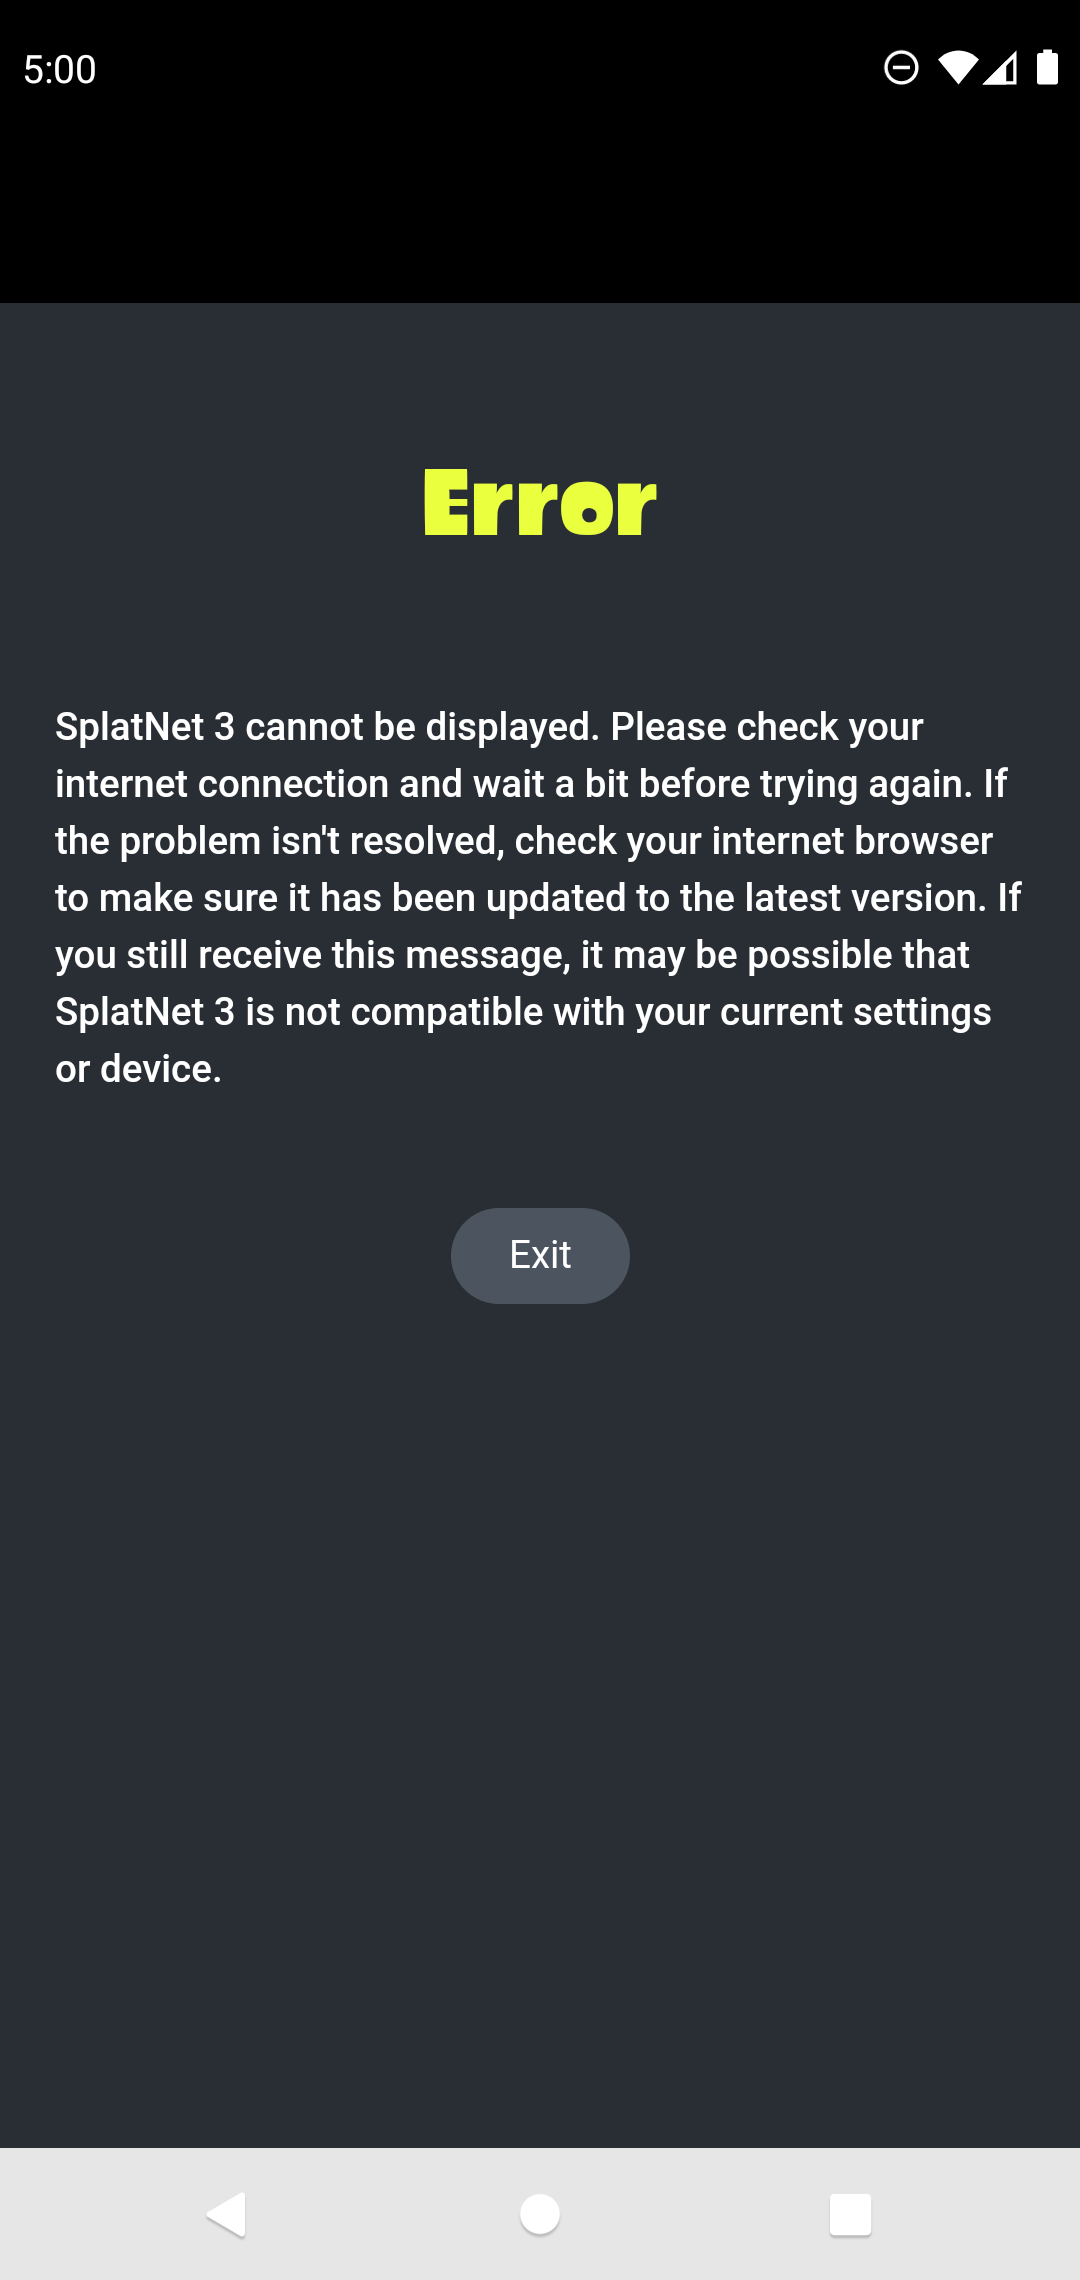 5:00
Error
SplatNet 3 cannot be displayed. Please check your
internet connection and wait a bit before trying again. If
the problem isn't resolved, check your internet browser
to make sure it has been updated to the latest version. If
you still receive this message, it may be possible that
SplatNet 3 is not compatible with your current settings
or device.
Exit